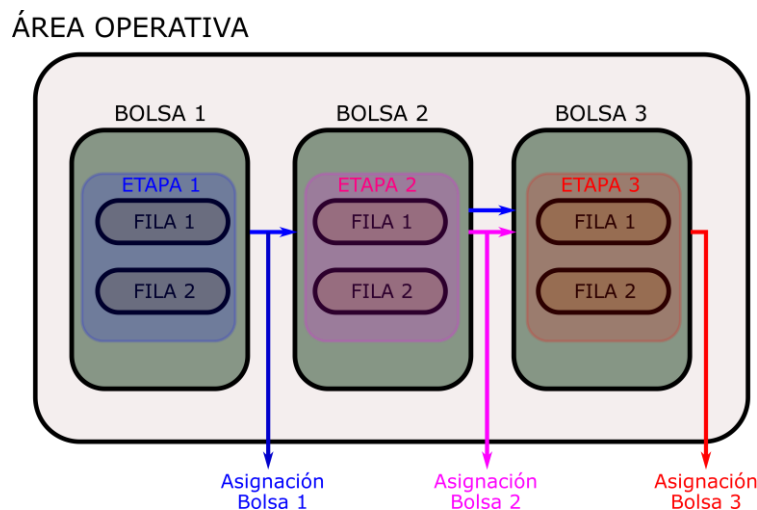 ÁREA OPERATIVA
BOLSA 1
BOLSA 2
BOLSA 3
ETAPA 1
ETAPA 2
ETAPA 3
FILA 1
FILA 1
FILA 1
FILA 2
FILA 2
FILA 2
Asignación
Bolsa 1
Asignación
Bolsa 2
Asignación
Bolsa 3